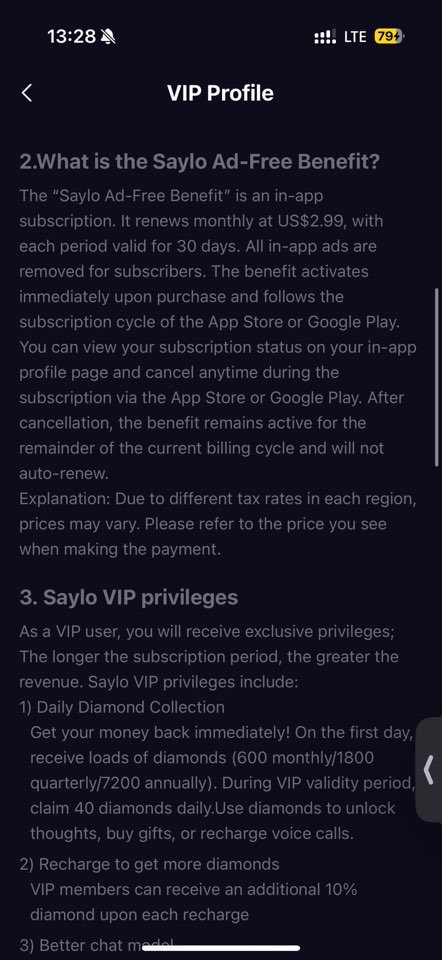 13:28
LTE
79
VIP Profile
2.What is the Saylo Ad-Free Benefit?
The “Saylo Ad-Free Benefit” is an in-app
subscription. It renews monthly at US$2.99, with
each period valid for 30 days. All in-app ads are
removed for subscribers. The benefit activates
immediately upon purchase and follows the
subscription cycle of the App Store or Google Play.
You can view your subscription status on your in-app
profile page and cancel anytime during the
subscription via the App Store or Google Play. After
cancellation, the benefit remains active for the
remainder of the current billing cycle and will not
auto-renew.
Explanation: Due to different tax rates in each region,
prices may vary. Please refer to the price you see
when making the payment.
3. Saylo VIP privileges
As a VIP user, you will receive exclusive privileges;
The longer the subscription period, the greater the
revenue. Saylo VIP privileges include:
1) Daily Diamond Collection
Get your money back immediately! On the first day,
receive loads of diamonds (600 monthly/1800
quarterly/7200 annually). During VIP validity period,
claim 40 diamonds daily.Use diamonds to unlock
thoughts, buy gifts, or recharge voice calls.
2) Recharge to get more diamonds
VIP members can receive an additional 10%
diamond upon each recharge
3) Better chat model